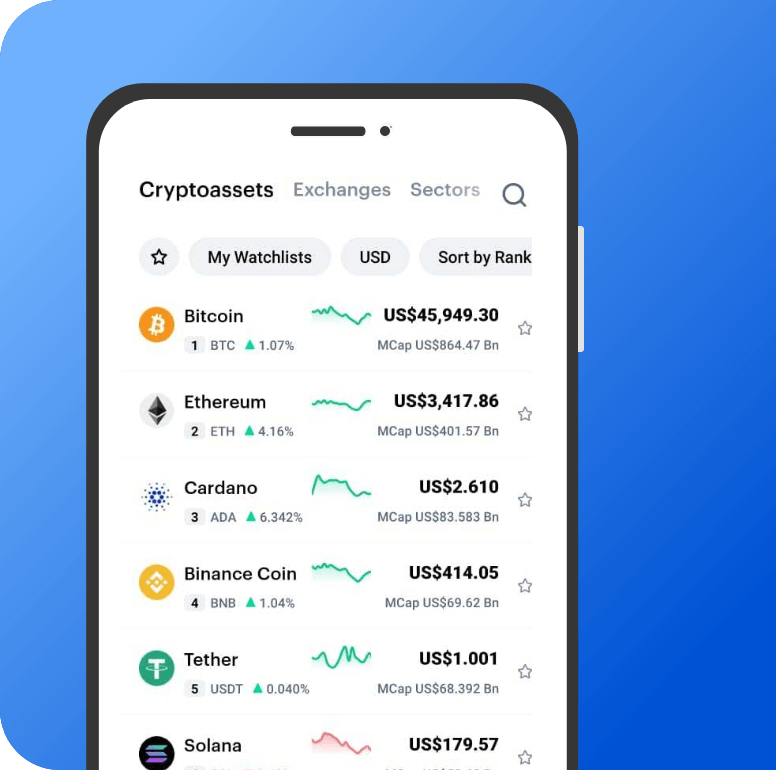 Cryptoassets Exchanges Sectors
My Watchlists USD Sort by Rank
Bitcoin US$45,949.30
1 BTC 1.07% MCap US$864.47 Bn
Ethereum US$3,417.86
2 ETH 4.16% MCap US$401.57 Bn
Cardano US$2.610
3 ADA 6.342% MCap US$83.583 Bn
Binance Coin US$414.05
4 BNB 1.04% MCap US$69.62 Bn
Tether US$1.001
5 USDT 0.040% MCap US$68.392 Bn
Solana US$179.57